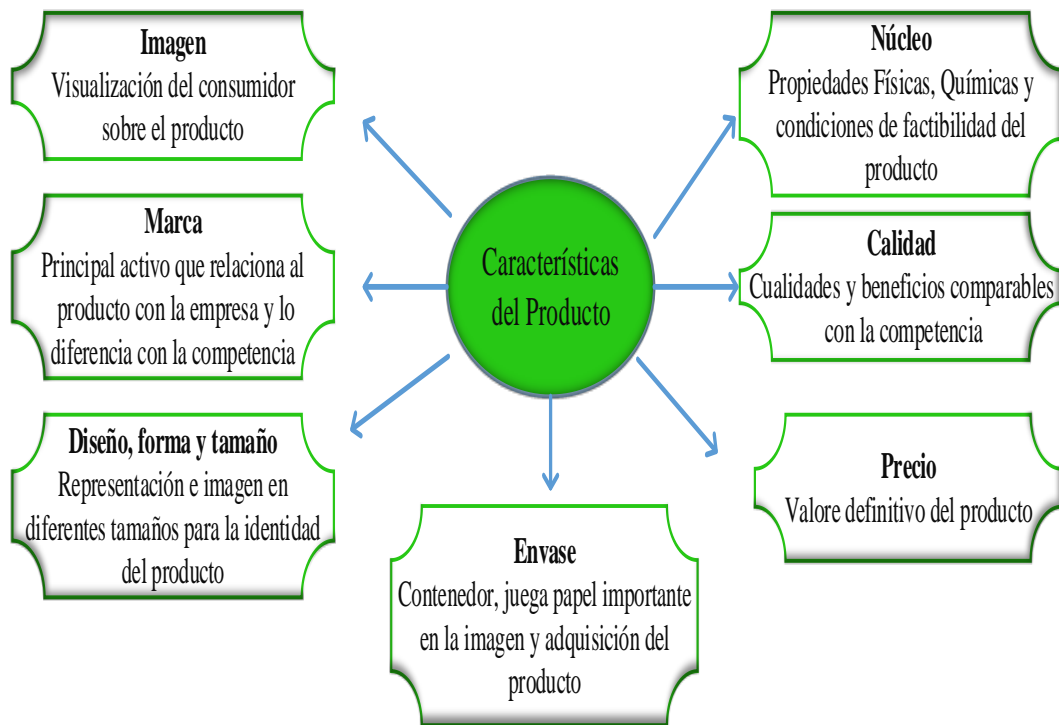 Imagen
Visualización del consumidor
sobre el producto
Marca
Principal activo que relaciona al
producto con la empresa y lo
diferencia con la competencia
Diseño, forma y tamaño
Representación e imagen en
diferentes tamaños para la identidad
del producto
Características
del Producto
Envase
Contenedor, juega papel importante
en la imagen y adquisición del
producto
Núcleo
Propiedades Físicas, Químicas y
condiciones de factibilidad del
producto
Calidad
Cualidades y beneficios comparables
con la competencia
Precio
Valore definitivo del producto